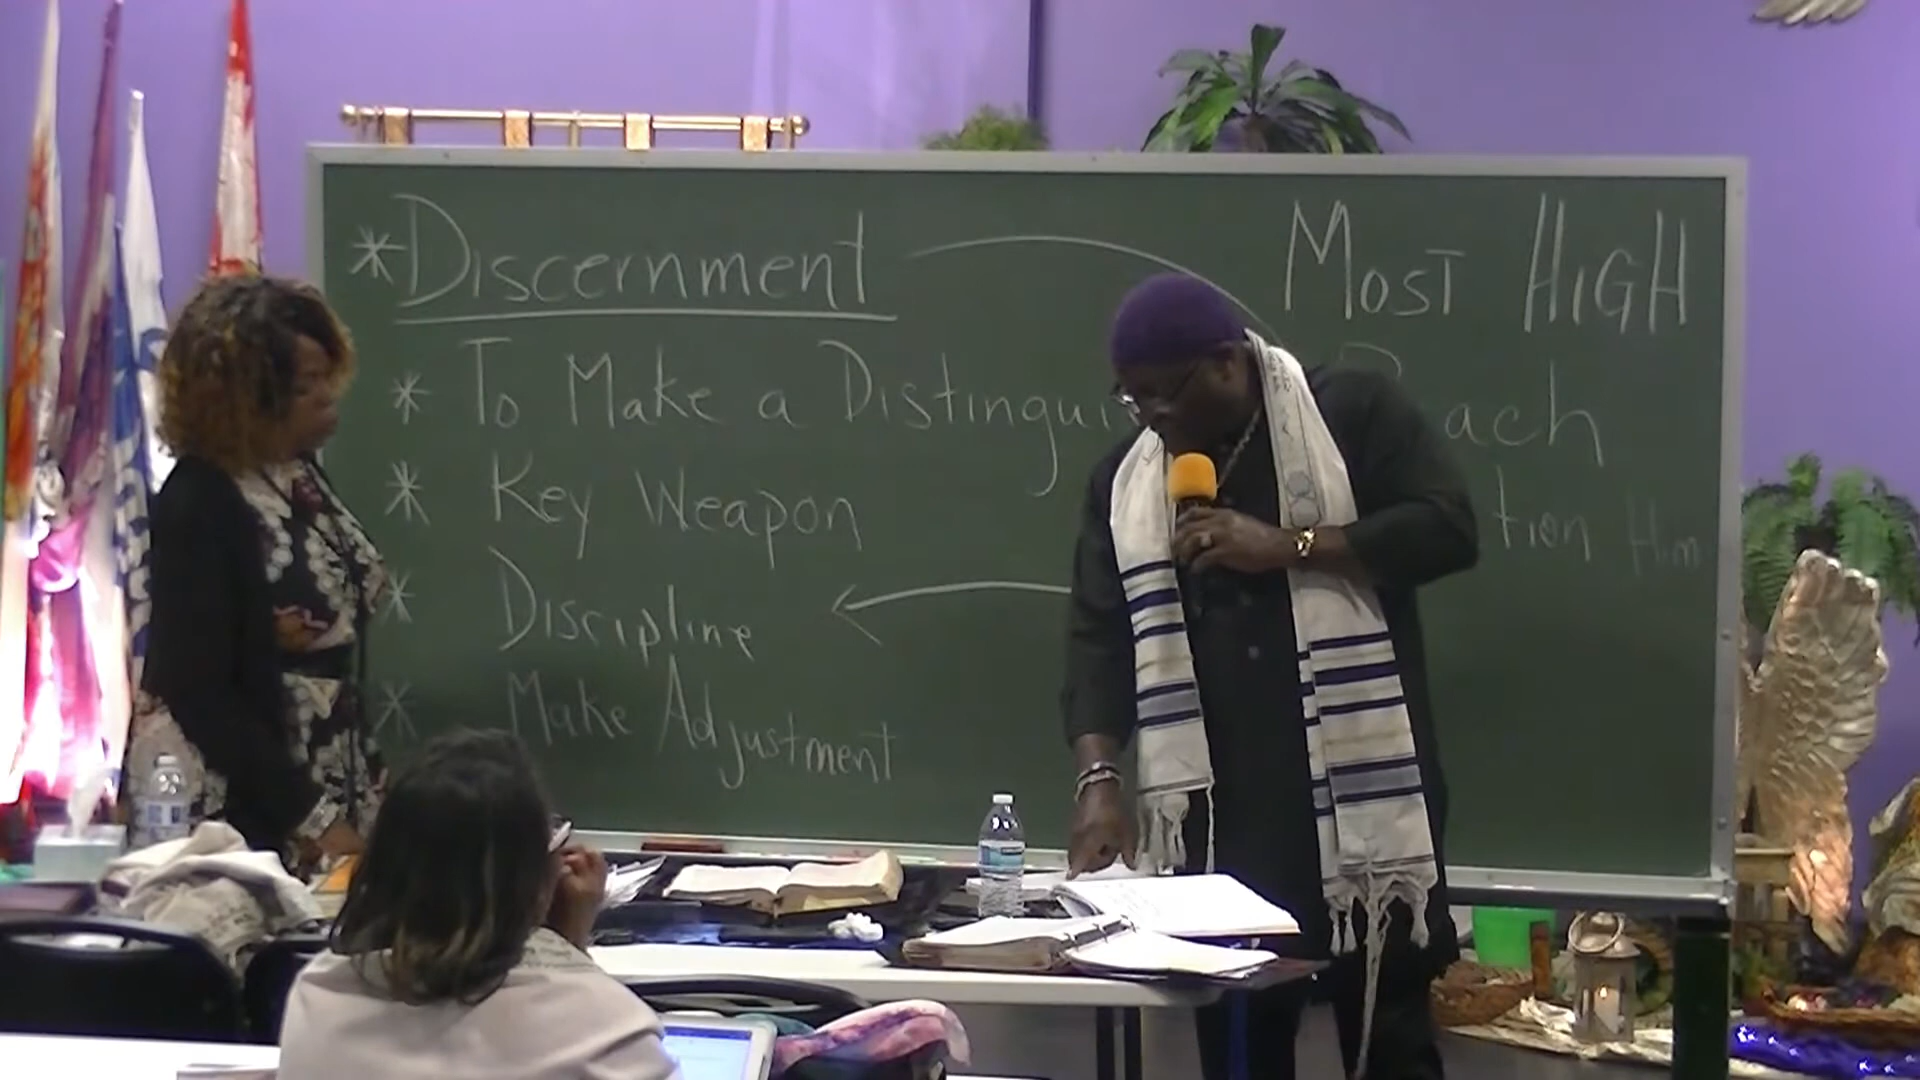 * Discernment
* To Make a Distingui
* Key Weapon
* Discipline
* Make Adjustment
MOST HIGH
ach
tion Him